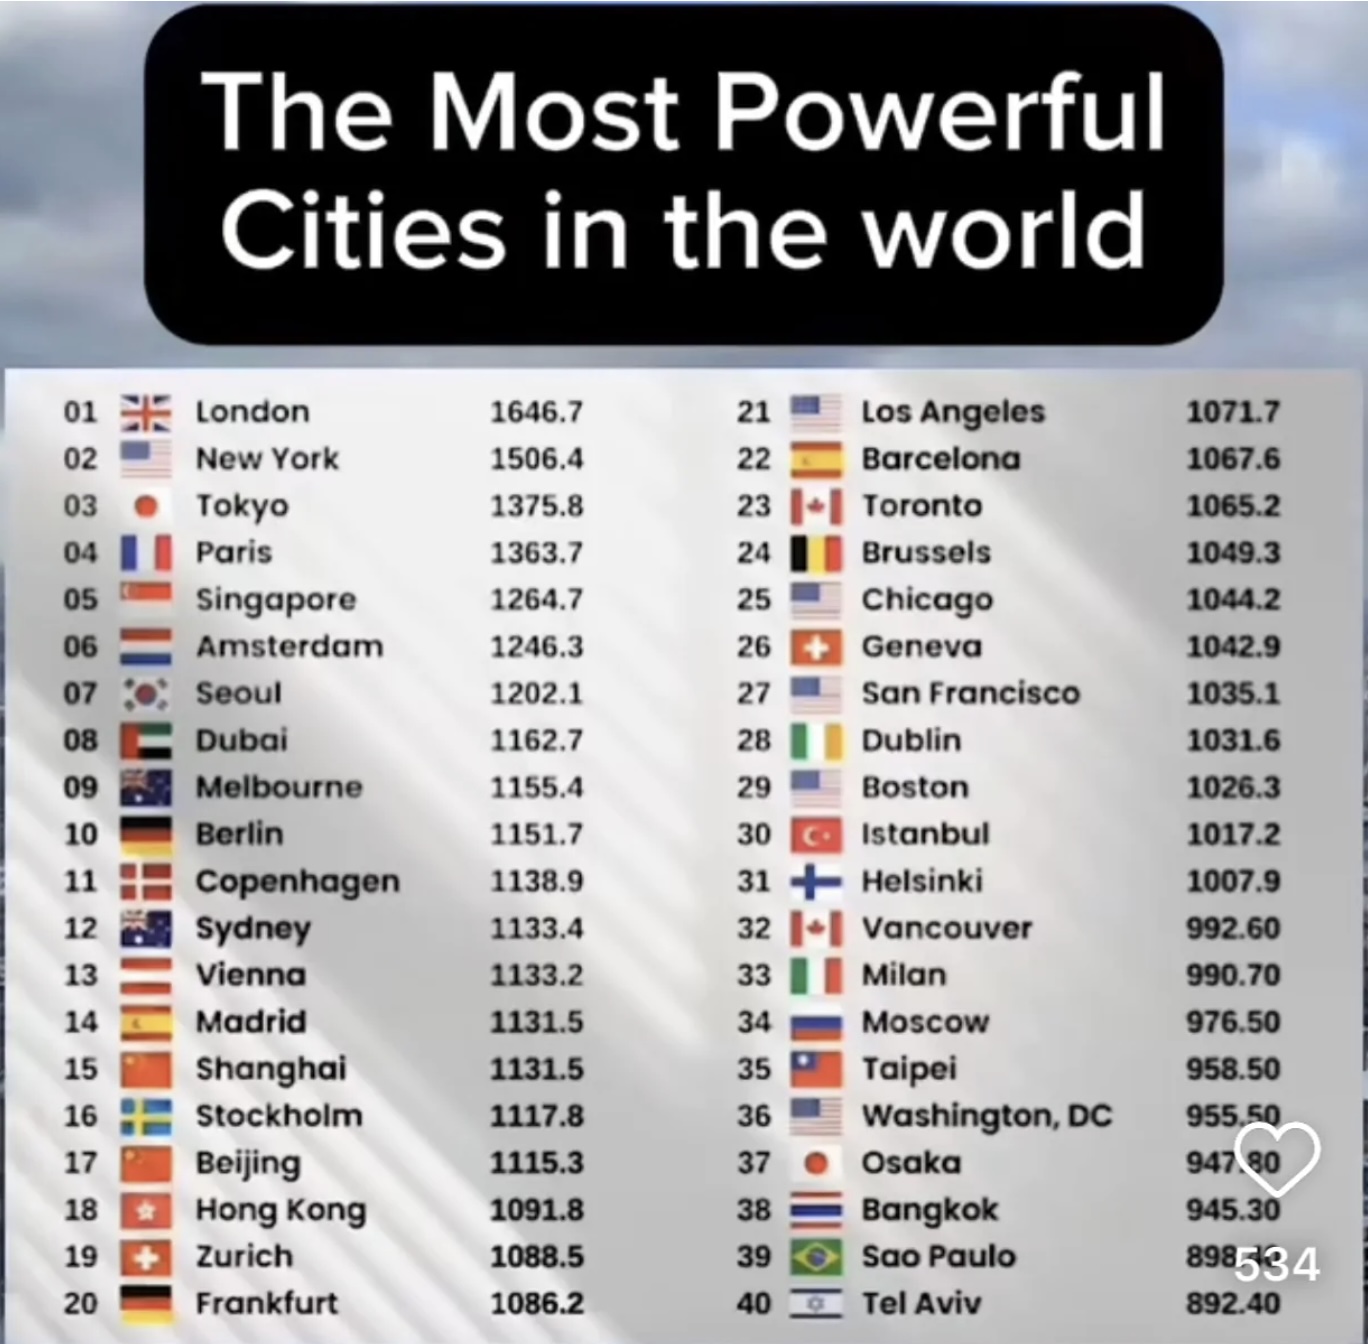 The Most Powerful
Cities in the world
01 London 1646.7
02 New York 1506.4
03 Tokyo 1375.8
04 Paris 1363.7
05 Singapore 1264.7
06 Amsterdam 1246.3
07 Seoul 1202.1
08 Dubai 1162.7
09 Melbourne 1155.4
10 Berlin 1151.7
11 Copenhagen 1138.9
12 Sydney 1133.4
13 Vienna 1133.2
14 Madrid 1131.5
15 Shanghai 1131.5
16 Stockholm 1117.8
17 Beijing 1115.3
18 Hong Kong 1091.8
19 Zurich 1088.5
20 Frankfurt 1086.2
21 Los Angeles 1071.7
22 Barcelona 1067.6
23 Toronto 1065.2
24 Brussels 1049.3
25 Chicago 1044.2
26 Geneva 1042.9
27 San Francisco 1035.1
28 Dublin 1031.6
29 Boston 1026.3
30 Istanbul 1017.2
31 Helsinki 1007.9
32 Vancouver 992.60
33 Milan 990.70
34 Moscow 976.50
35 Taipei 958.50
36 Washington, DC 955.50
37 Osaka 947.80
38 Bangkok 945.30
39 Sao Paulo
534
40 Tel Aviv 892.40